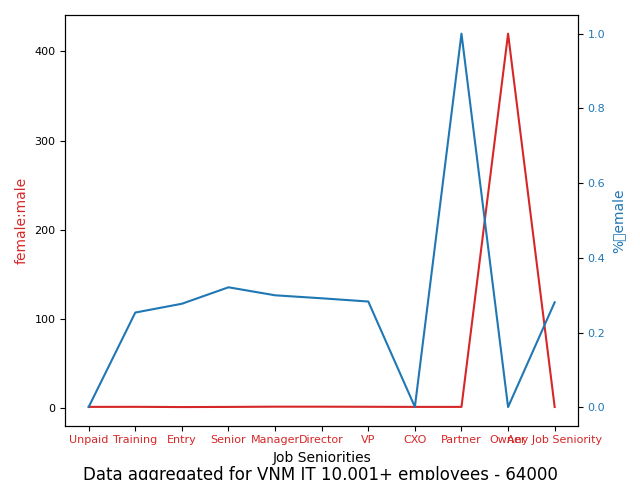 400
300
200
100
0
1.0
0.8
0.6
0.4
0.2
0.0
female:male
Unpaid Training Entry Senior Manager Director VP CXO Partner Owner Any Job Seniority
Job Seniorities
Data aggregated for VNM IT 10,001+ employees - 64000